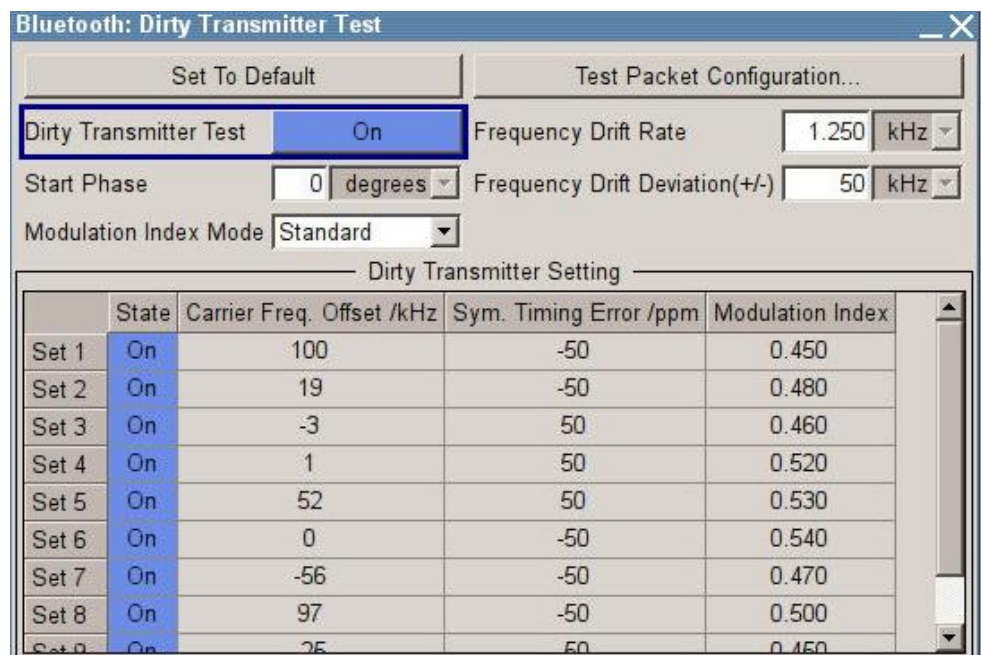 Bluetooth: Dirty Transmitter Test
Set To Default Test Packet Configuration...
Dirty Transmitter Test On Frequency Drift Rate 1.250 kHz
Start Phase 0 degrees Frequency Drift Deviation(+/-) 50 kHz
Modulation Index Mode Standard
Dirty Transmitter Setting
State Carrier Freq. Offset /kHz Sym. Timing Error /ppm Modulation Index
Set 1 On 100 -50 0.450
Set 2 On 19 -50 0.480
Set 3 On -3 50 0.460
Set 4 On 1 50 0.520
Set 5 On 52 50 0.530
Set 6 On 0 -50 0.540
Set 7 On -56 -50 0.470
Set 8 On 97 -50 0.500
Set 9 On